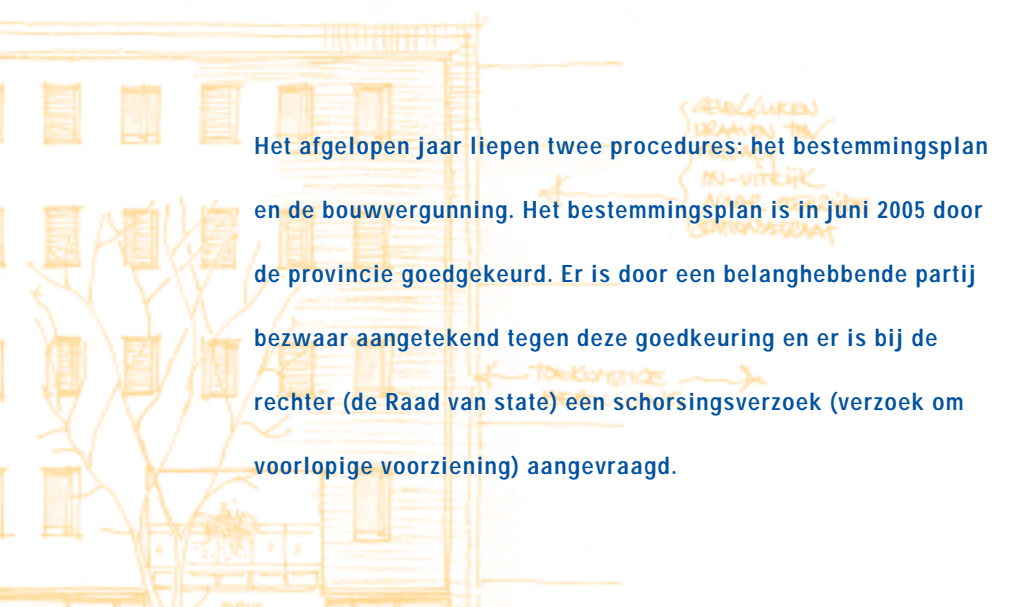 Het afgelopen jaar liepen twee procedures: het bestemmingsplan
en de bouwvergunning. Het bestemmingsplan is in juni 2005 door
de provincie goedgekeurd. Er is door een belanghebbende partij
bezwaar aangetekend tegen deze goedkeuring en er is bij de
rechter (de Raad van state) een schorsingsverzoek (verzoek om
voorlopige voorziening) aangevraagd.